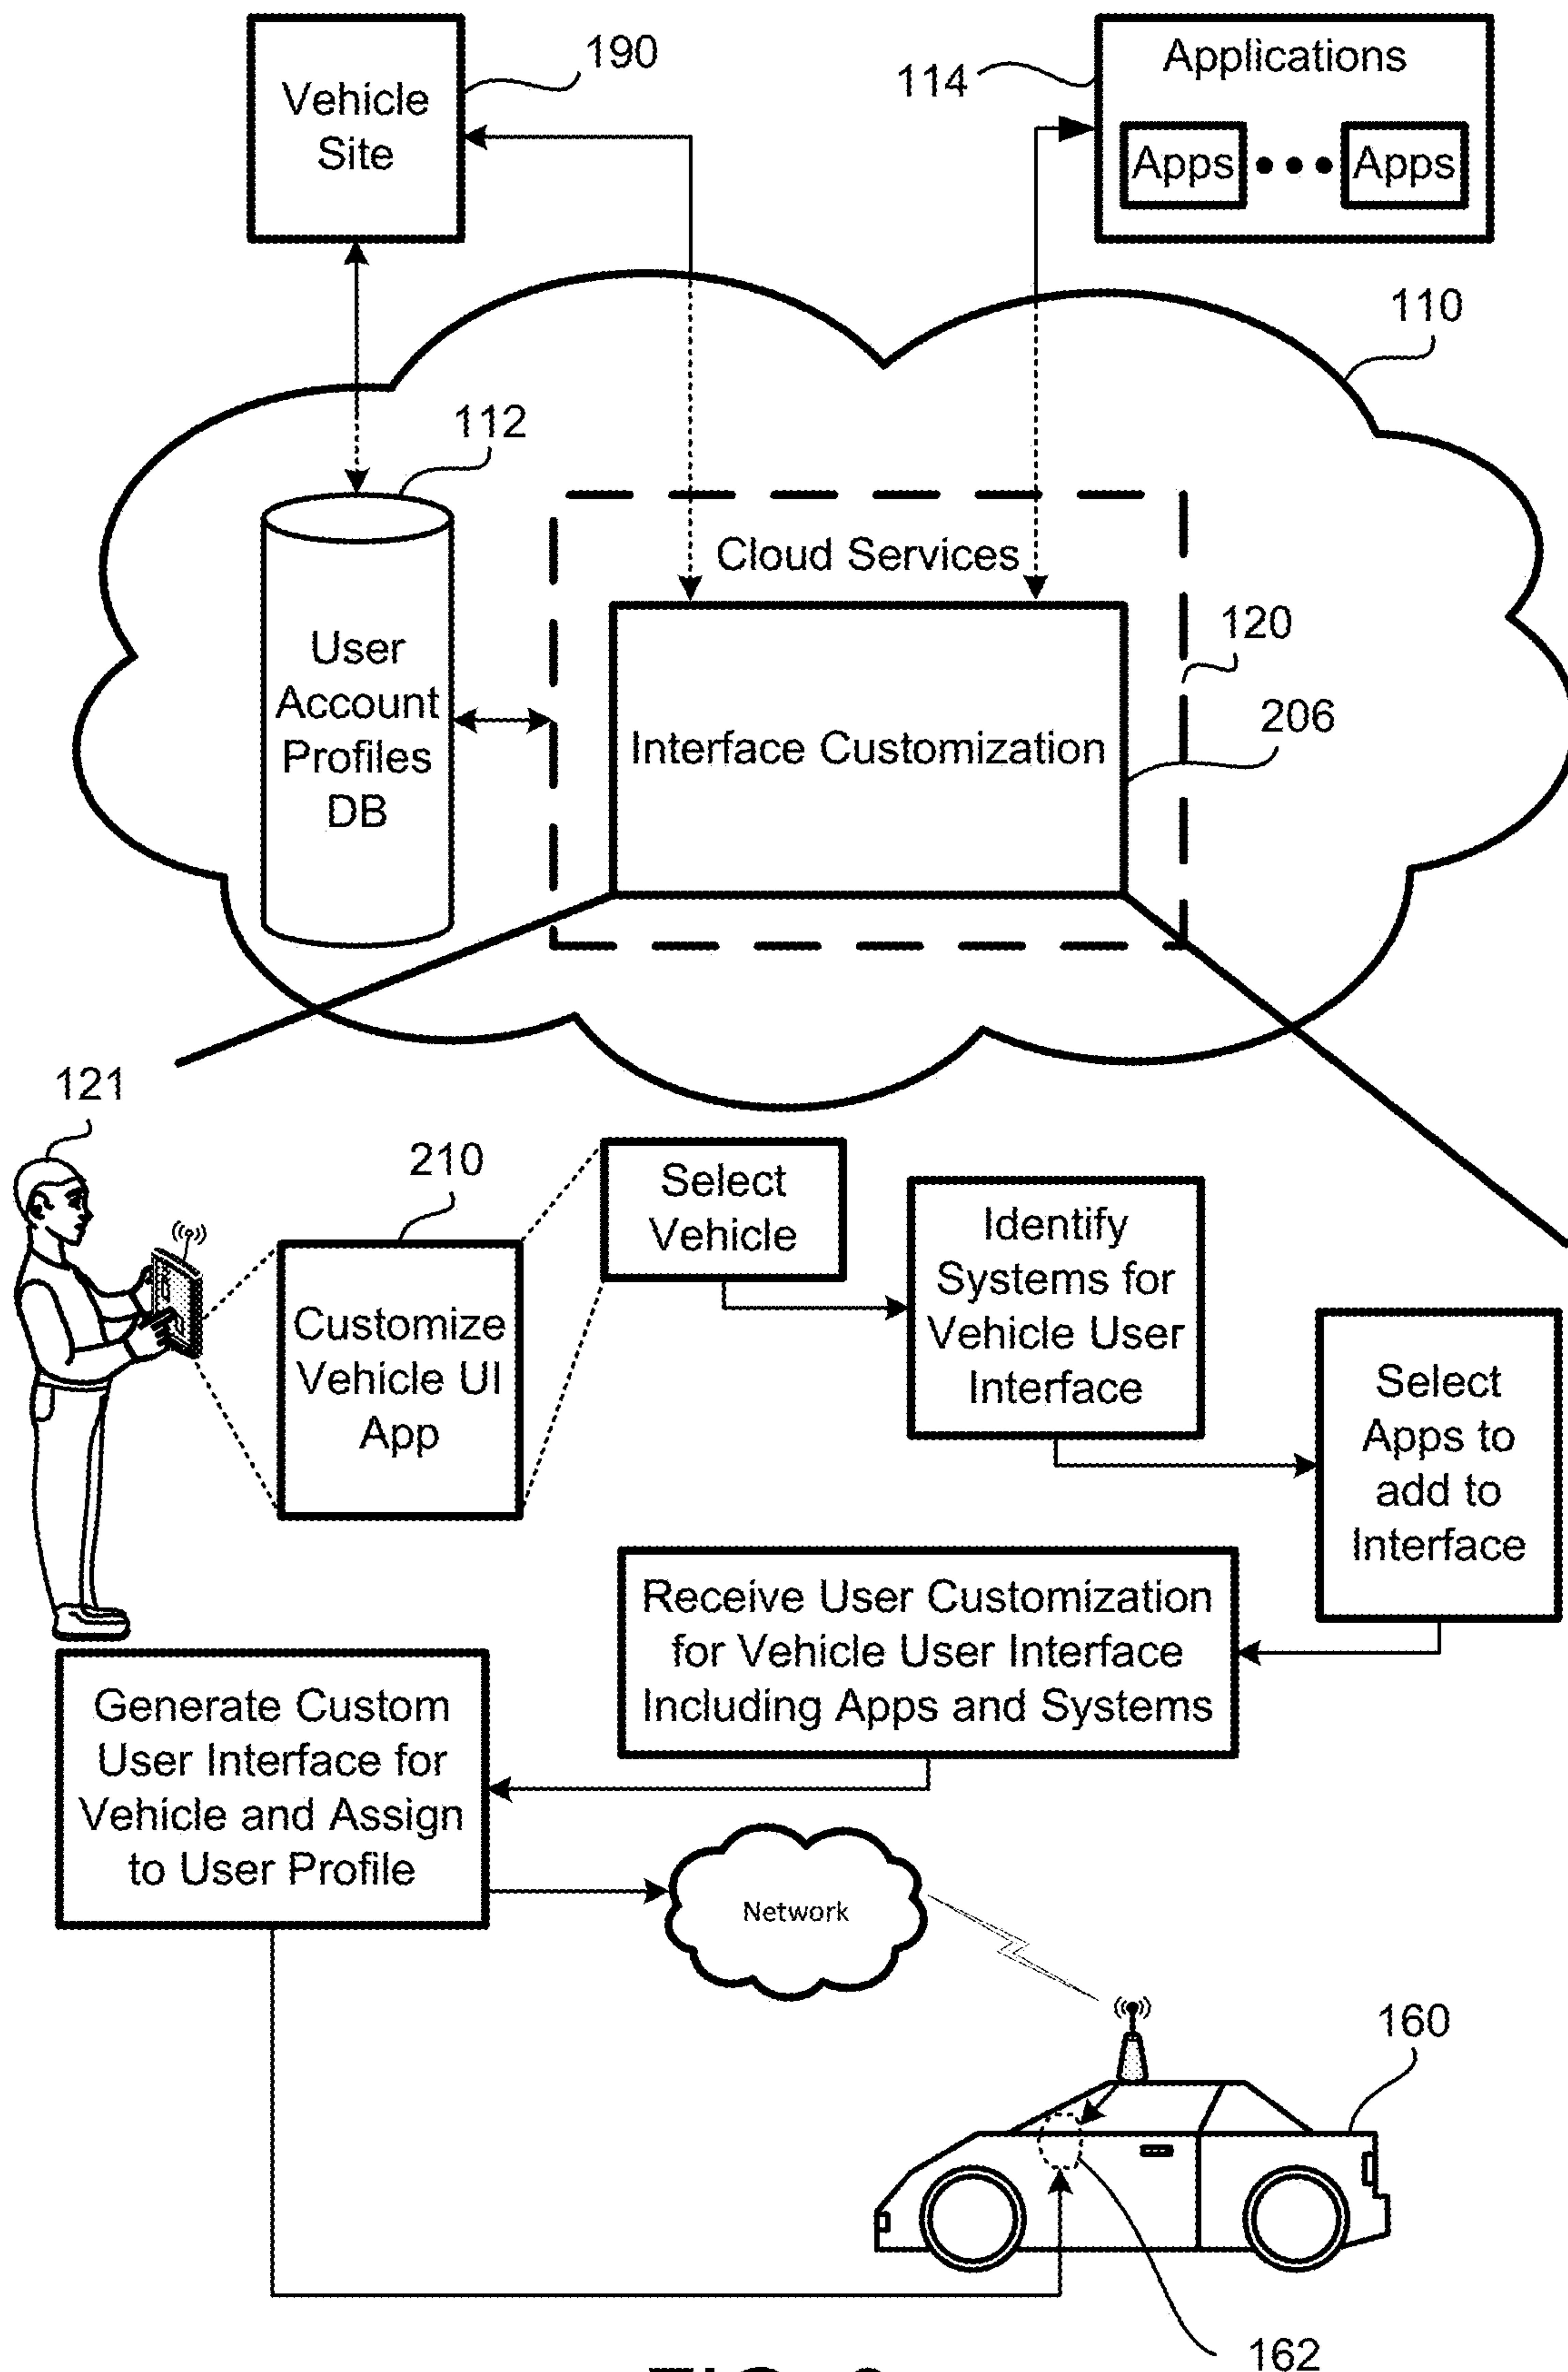 Vehicle
Site
190
114
Applications
Apps
Apps
110
112
Cloud Services
User
Account
Profiles
DB
Interface Customization
120
206
121
210
Customize
Vehicle UI
App
Select
Vehicle
Identify
Systems for
Vehicle User
Interface
Select
Apps to
add to
Interface
Receive User Customization
for Vehicle User Interface
Including Apps and Systems
Generate Custom
User Interface for
Vehicle and Assign
to User Profile
Network
160
162